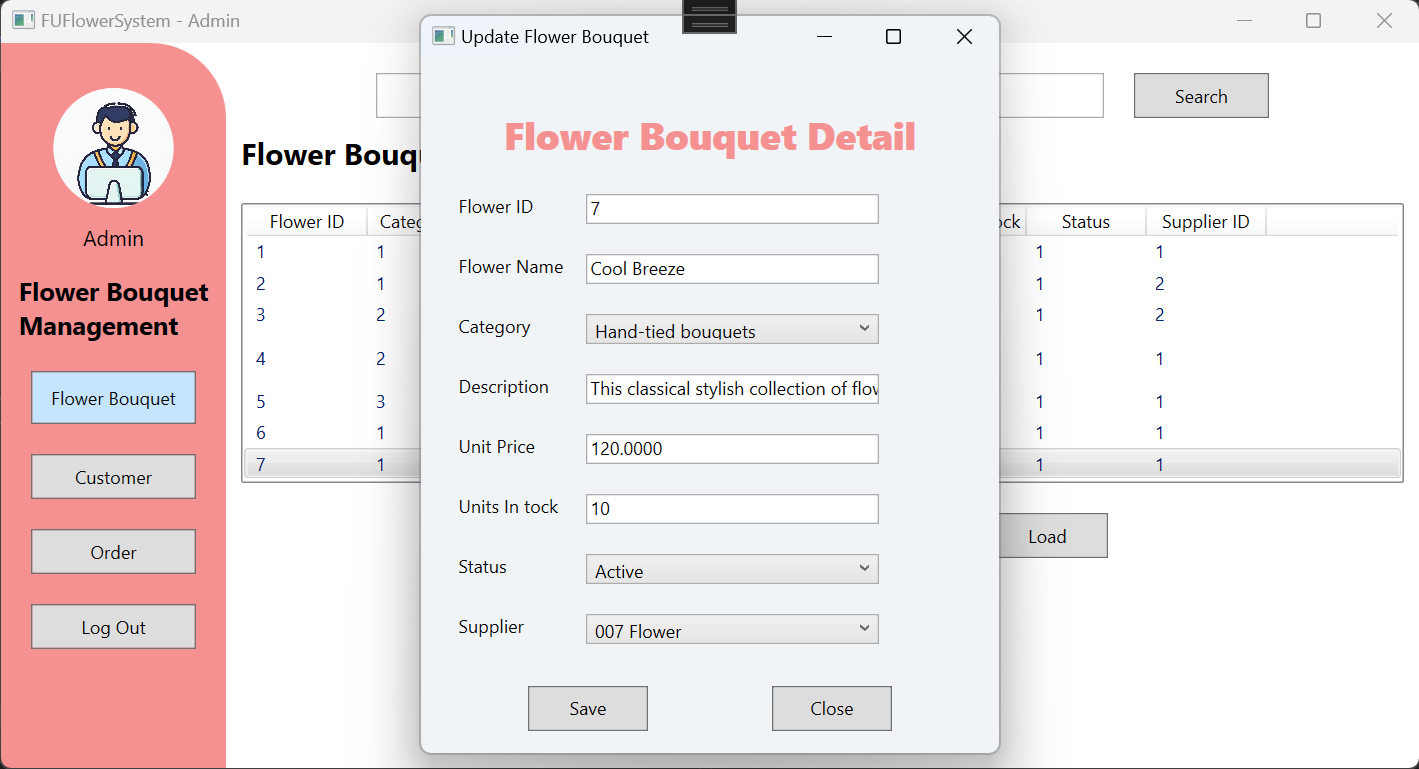 FUFlowerSystem - Admin
Search
Flower Bouqu
Admin
Flower Bouquet
Management
Flower Bouquet
Customer
Order
Log Out
Flower ID Categ ock Status Supplier ID
1 1 1 1
2 1 1 2
3 2 1 2
4 2 1 1
5 3 1 1
6 1 1 1
7 1 1 1
Load
Update Flower Bouquet
Flower Bouquet Detail
Flower ID 7
Flower Name Cool Breeze
Category Hand-tied bouquets
Description This classical stylish collection of flow
Unit Price 120.0000
Units In tock 10
Status Active
Supplier 007 Flower
Save Close